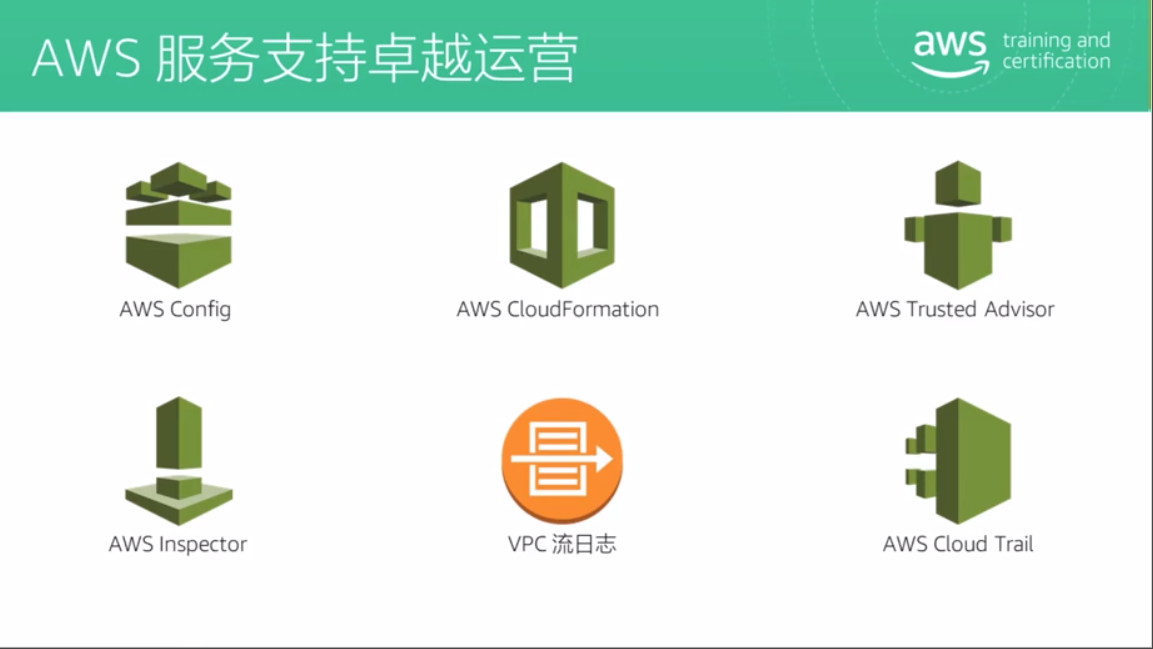 AWS 服务支持卓越运营
aws training and
certification
AWS Config
AWS CloudFormation
AWS Trusted Advisor
AWS Inspector
VPC 流日志
AWS Cloud Trail